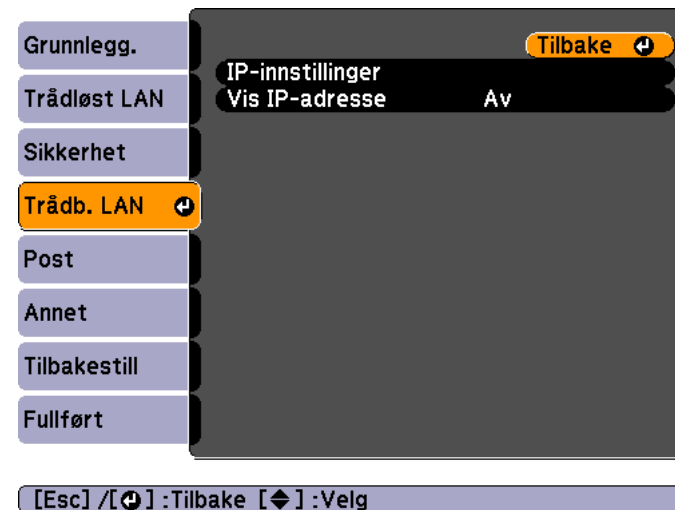 Grunnlegg.
Trådløst LAN
Sikkerhet
Trådb. LAN
Post
Annet
Tilbakestill
Fullført
Tilbake
IP-innstillinger
Vis IP-adresse Av
[Esc] /[ ] :Tilbake [ ] :Velg